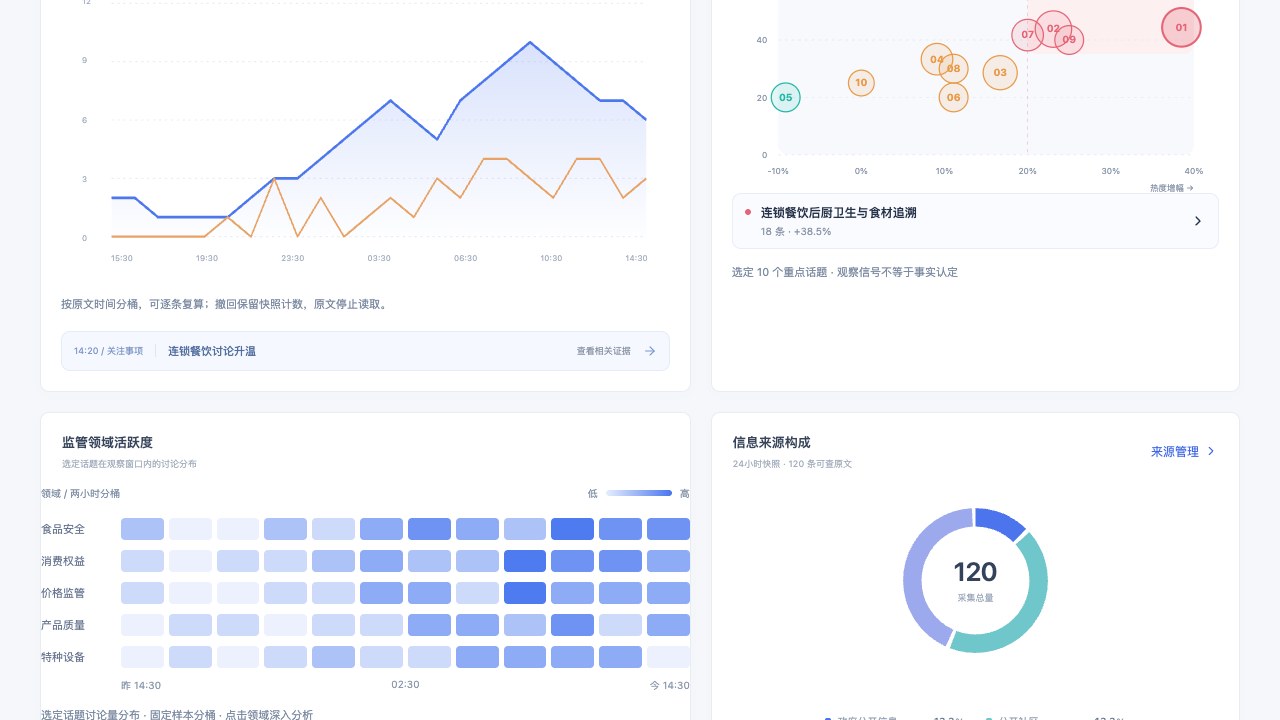 12
9
6
3
0
15:30 19:30 23:30 03:30 06:30 10:30 14:30
按原文时间分桶，可逐条复算；撤回保留快照计数，原文停止读取。
14:20 / 关注事项 连锁餐饮讨论升温 查看相关证据 →
40
20
0
01
02
07
09
04
08
03
10
06
05
-10% 0% 10% 20% 30% 40%
热度增幅 →
连锁餐饮后厨卫生与食材追溯
18 条 · +38.5%
选定 10 个重点话题 · 观察信号不等于事实认定
监管领域活跃度
选定话题在观察窗口内的讨论分布
领域 / 两小时分桶 低 高
食品安全
消费权益
价格监管
产品质量
特种设备
昨 14:30 02:30 今 14:30
选定话题讨论量分布 · 固定样本分桶 · 点击领域深入分析
信息来源构成
24小时快照 · 120 条可查原文
来源管理
120
采集总量